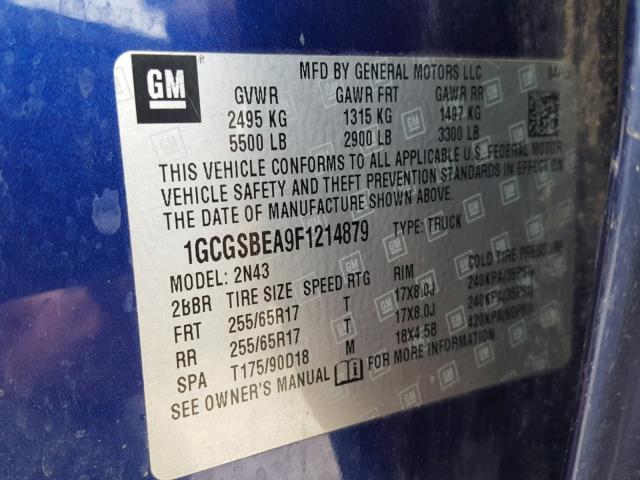 GM
MFD BY GENERAL MOTORS LLC
GVWR GAWR FRT GAWR RR
2495 KG 1315 KG 1497 KG
5500 LB 2900 LB 3300 LB
THIS VEHICLE CONFORMS TO ALL APPLICABLE U.S. FEDERAL MOTOR
VEHICLE SAFETY AND THEFT PREVENTION STANDARDS IN EFFECT ON
THE DATE OF MANUFACTURE SHOWN ABOVE.
1GCGSBEA9F1214879 TYPE: TRUCK
MODEL: 2N43
2BBR TIRE SIZE SPEED RTG RIM COLD TIRE PRESSURE
FRT 255/65R17 T 17X8.0J 240KPA(35PSI)
RR 255/65R17 T 17X8.0J 240KPA(35PSI)
SPA T175/90D18 M 18X4.5B 420KPA(60PSI)
SEE OWNER'S MANUAL FOR MORE INFORMATION